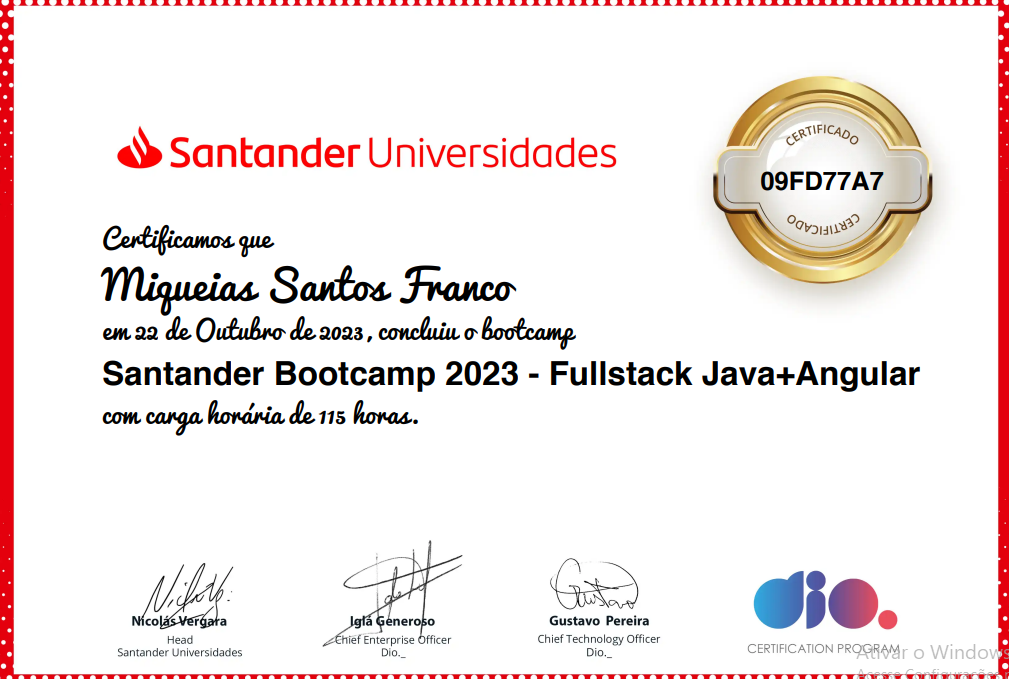 Santander Universidades
CERTIFICADO
09FD77A7
CERTIFICADO
Certificamos que
Miqueias Santos Franco
em 22 de Outubro de 2023, concluiu o bootcamp
Santander Bootcamp 2023 - Fullstack Java+Angular
com carga horária de 115 horas.
Nicolás Vergara
Head
Santander Universidades
Iglá Generoso
Chief Enterprise Officer
Dio._
Gustavo
Gustavo Pereira
Chief Technology Officer
Dio._
dio.
CERTIFICATION PROGRAM
Ativar o Windows